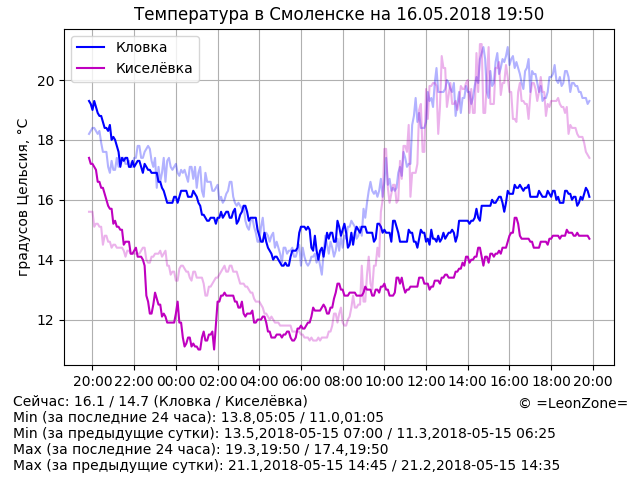 Температура в Смоленске на 16.05.2018 19:50
Кловка
Киселёвка
градусов Цельсия, °C
20
18
16
14
12
20:00 22:00 00:00 02:00 04:00 06:00 08:00 10:00 12:00 14:00 16:00 18:00 20:00
Сейчас: 16.1 / 14.7 (Кловка / Киселёвка)
© =LeonZone=
Min (за последние 24 часа): 13.8,05:05 / 11.0,01:05
Min (за предыдущие сутки): 13.5,2018-05-15 07:00 / 11.3,2018-05-15 06:25
Max (за последние 24 часа): 19.3,19:50 / 17.4,19:50
Max (за предыдущие сутки): 21.1,2018-05-15 14:45 / 21.2,2018-05-15 14:35